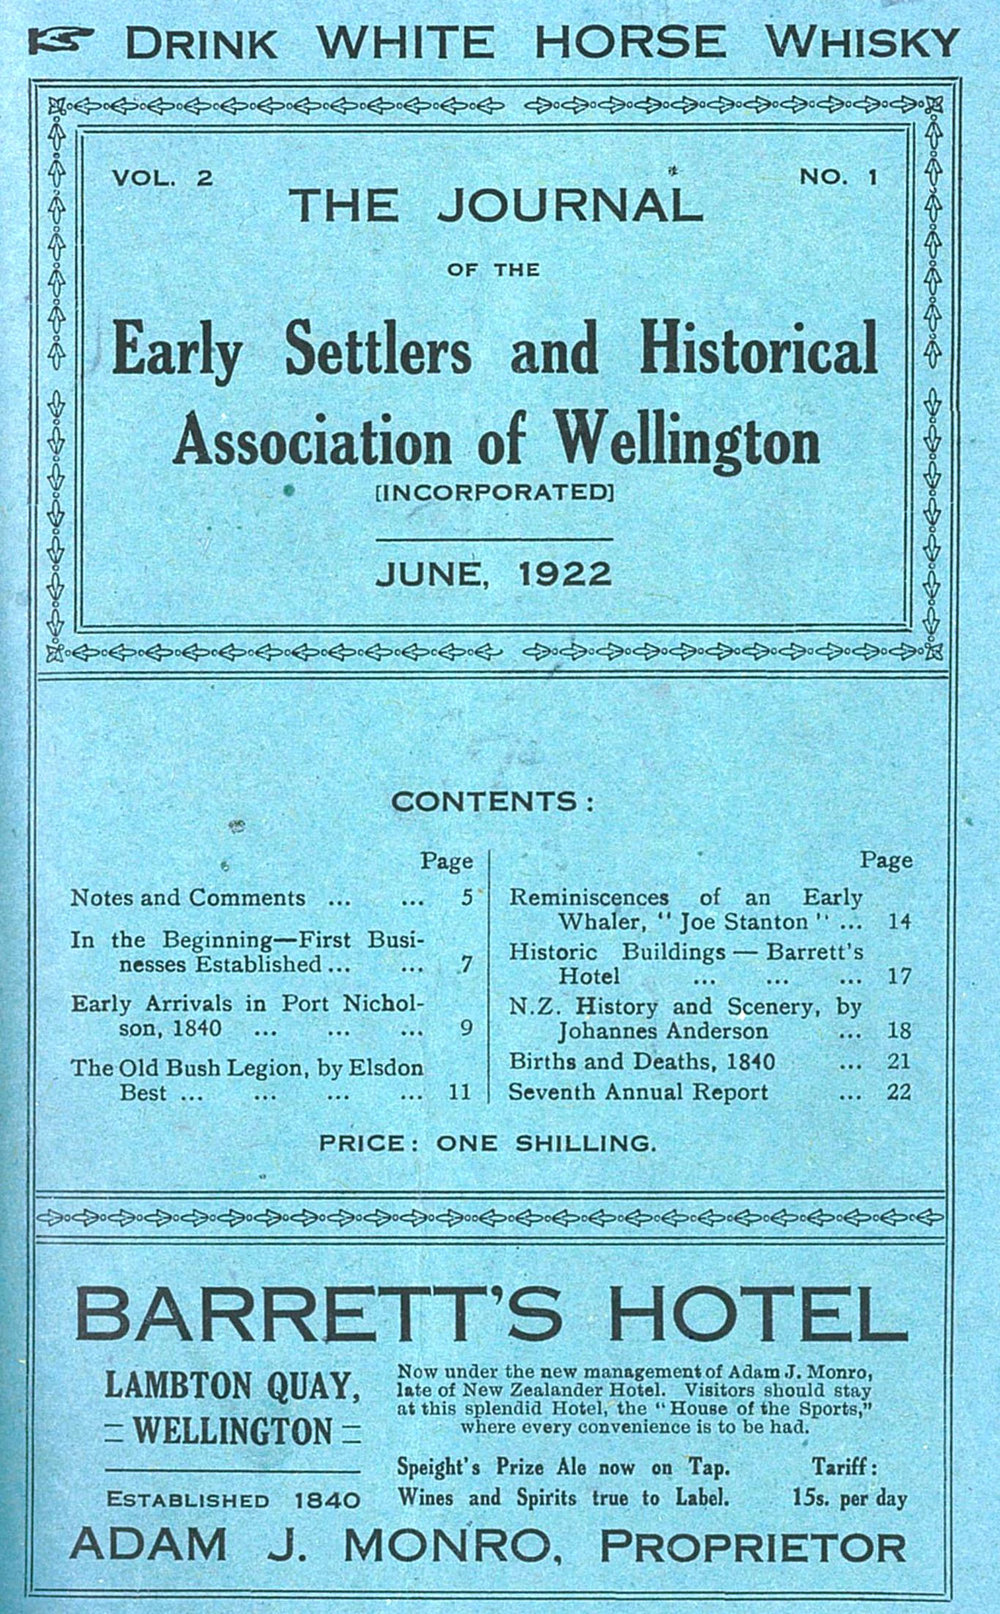 DRINK WHITE HORSE WHISKY
VOL. 2
NO. 1
THE JOURNAL
OF THE
Early Settlers and Historical
Association of Wellington
[INCORPORATED]
JUNE, 1922
CONTENTS:
Page
Notes and Comments ... ... 5
In the Beginning—First Busi-
nesses Established ... ... 7
Early Arrivals in Port Nichol-
son, 1840 ... ... ... 9
The Old Bush Legion, by Elsdon
Best ... ... ... ... 11
Page
Reminiscences of an Early
Whaler, "Joe Stanton" ... 14
Historic Buildings — Barrett's
Hotel ... ... ... 17
N.Z. History and Scenery, by
Johannes Anderson ... 18
Births and Deaths, 1840 ... 21
Seventh Annual Report ... 22
PRICE: ONE SHILLING.
BARRETT'S HOTEL
LAMBTON QUAY,
WELLINGTON
ESTABLISHED 1840
Now under the new management of Adam J. Monro,
late of New Zealander Hotel. Visitors should stay
at this splendid Hotel, the "House of the Sports,"
where every convenience is to be had.
Speight's Prize Ale now on Tap. Tariff:
Wines and Spirits true to Label. 15s. per day
ADAM J. MONRO, PROPRIETOR